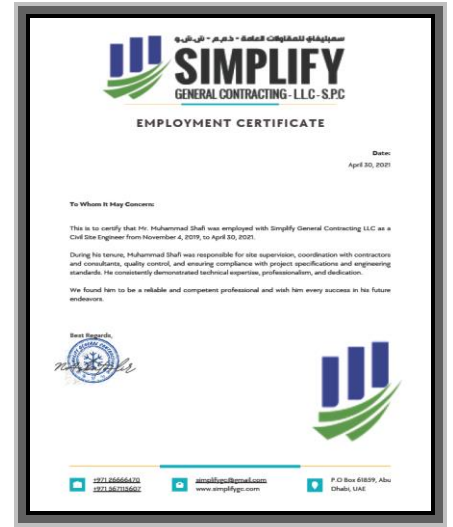 سمبليفاي للمقاولات العامة - ذ.م.م - ش.ش.و
SIMPLIFY
GENERAL CONTRACTING - L.L.C - S.P.C
EMPLOYMENT CERTIFICATE
Date:
April 30, 2021
To Whom It May Concern:
This is to certify that Mr. Muhammad Shafi was employed with Simplify General Contracting LLC as a
Civil Site Engineer from November 4, 2019, to April 30, 2021.
During his tenure, Muhammad Shafi was responsible for site supervision, coordination with contractors
and consultants, quality control, and ensuring compliance with project specifications and engineering
standards. He consistently demonstrated technical expertise, professionalism, and dedication.
We found him to be a reliable and competent professional and wish him every success in his future
endeavors.
Best Regards,
+971 26666470
+971 567115607
simplifygc@gmail.com
www.simplifygc.com
P.O Box 61859, Abu
Dhabi, UAE